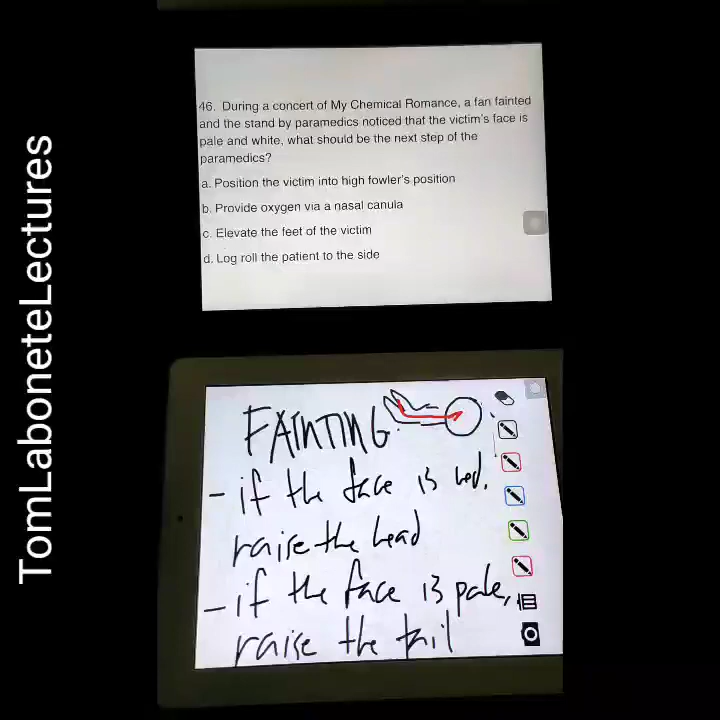 TomLaboneteLectures
46. During a concert of My Chemical Romance, a fan fainted
and the stand by paramedics noticed that the victim's face is
pale and white, what should be the next step of the
paramedics?
a. Position the victim into high fowler's position
b. Provide oxygen via a nasal canula
c. Elevate the feet of the victim
d. Log roll the patient to the side
FAINTING
- if the face is red,
raise the head
- if the face is pale,
raise the tail